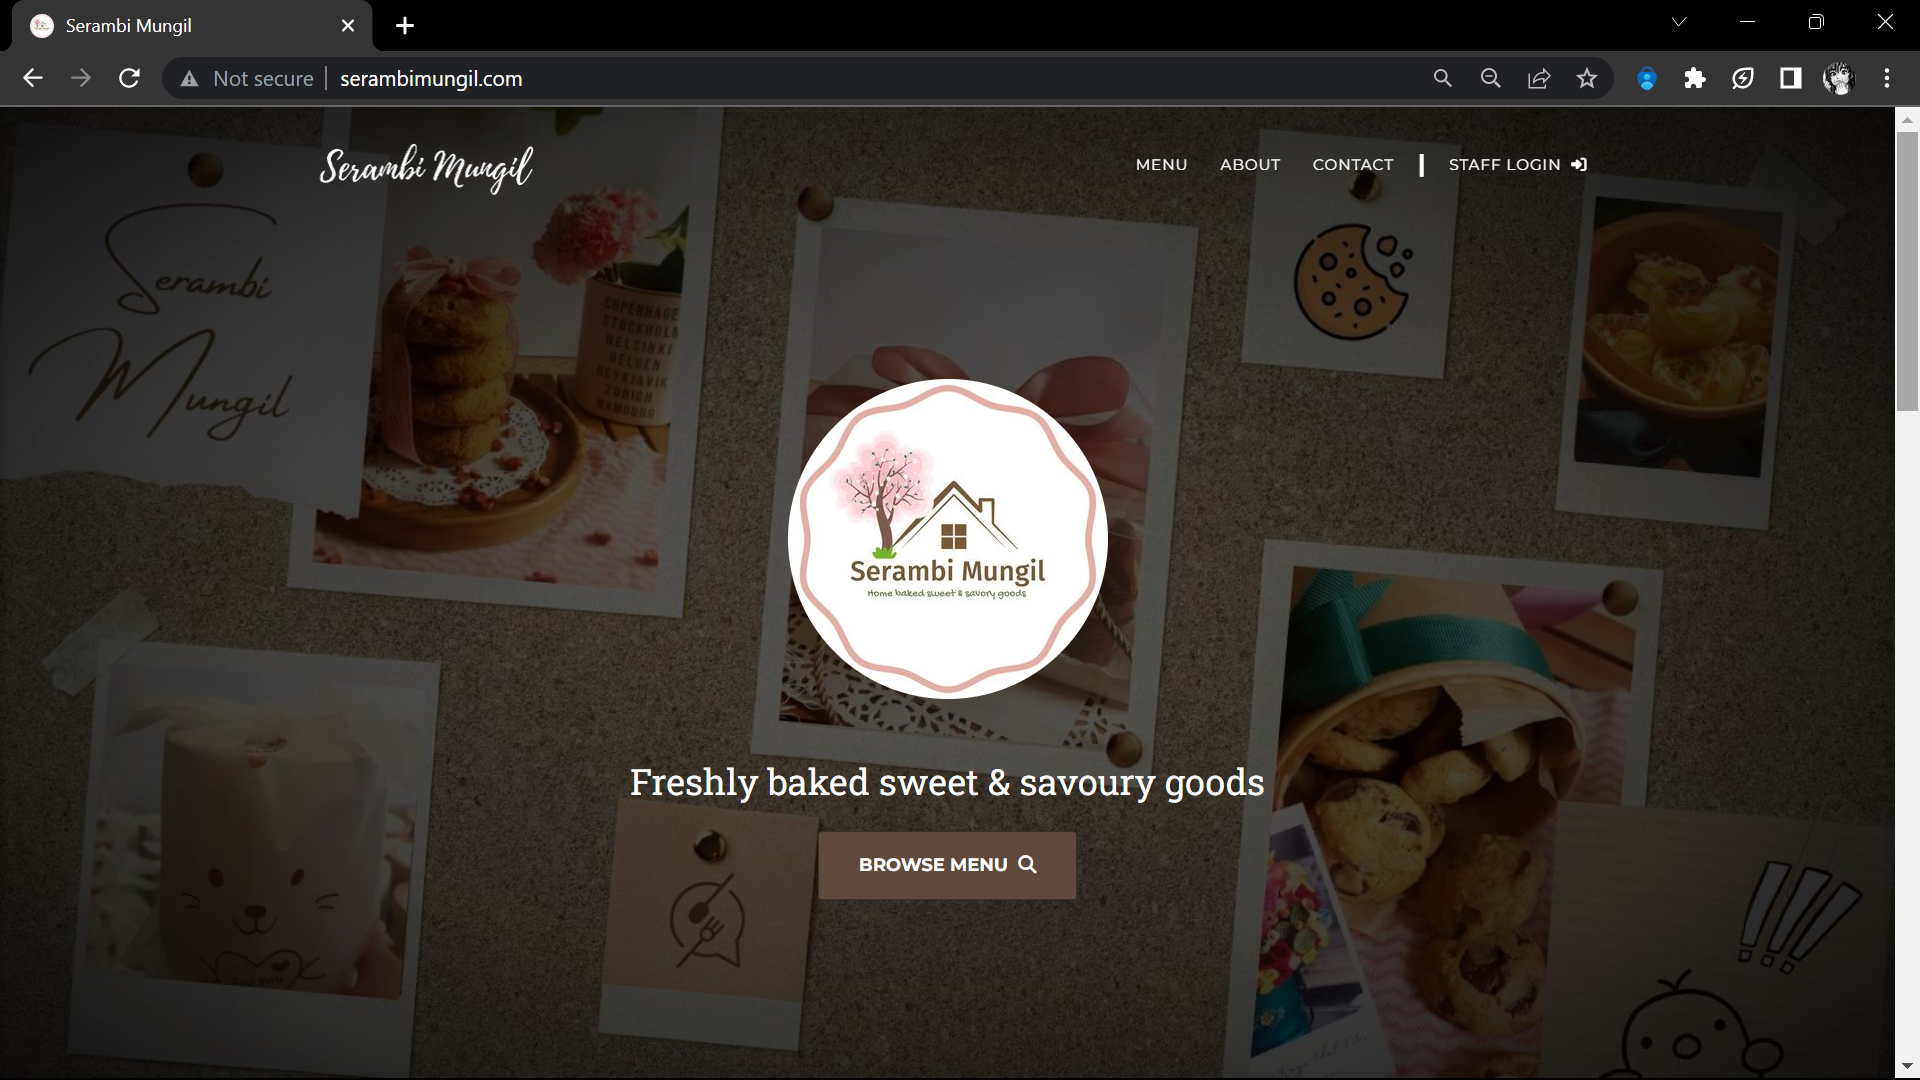 Serambi Mungil
Not secure
serambimungil.com
Serambi Mungil
MENU
ABOUT
CONTACT
STAFF LOGIN
Serambi
Mungil
COPENHAGE
STOCKHOLM
HELSINKI
BELGEN
REYKJAVIK
ZURICH
HAMBURG
Serambi Mungil
Home baked sweet & savory goods
Freshly baked sweet & savoury goods
BROWSE MENU